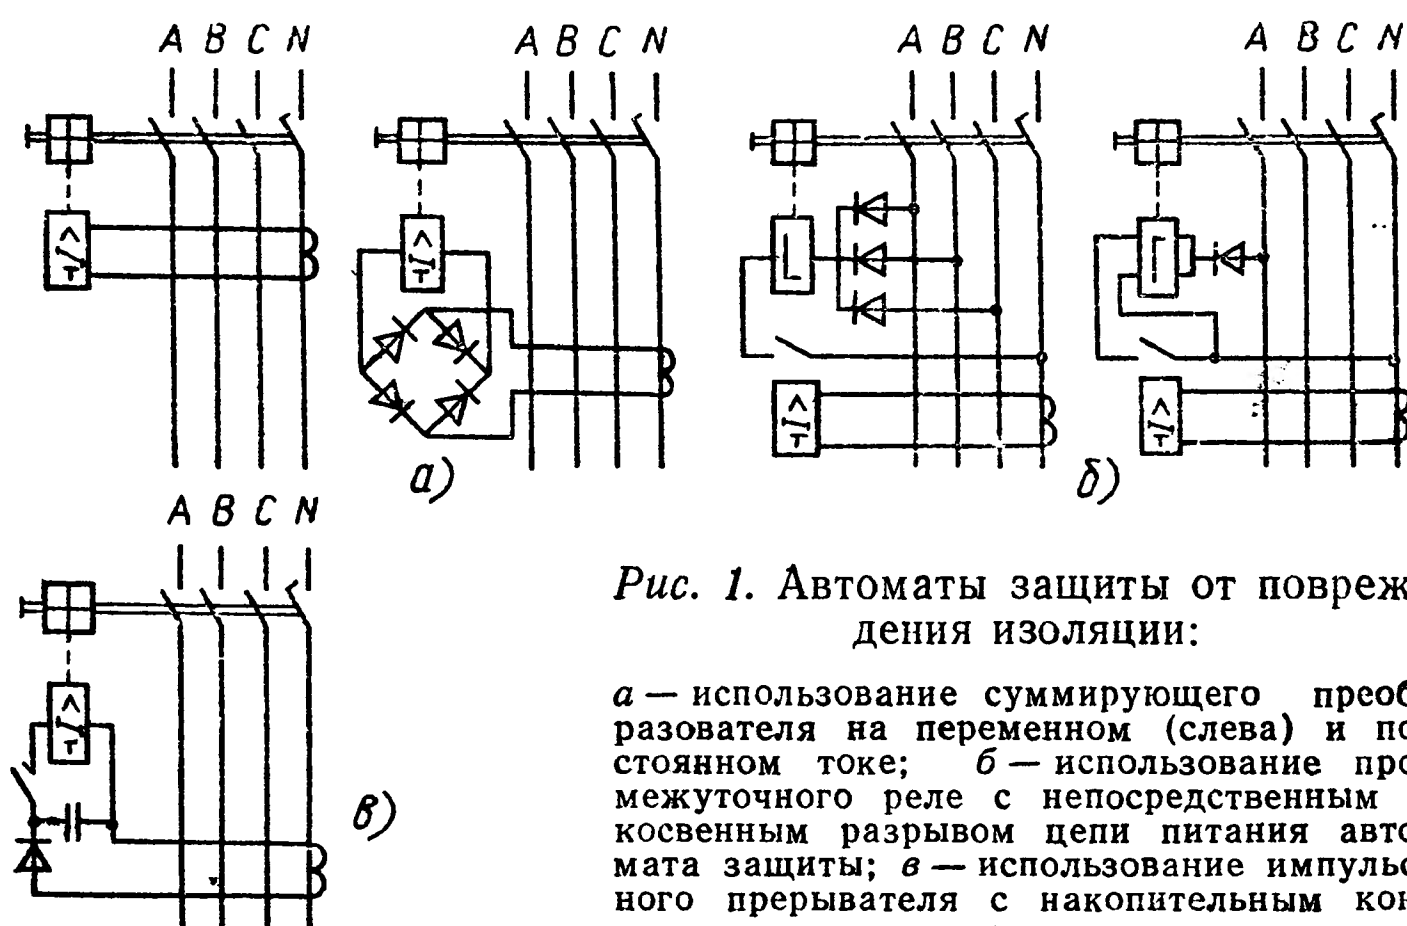 A B C N
A B C N
A B C N
A B C N
I > T
I > T
I > T
I > T
а)
б)
A B C N
I > T
в)
Рис. 1. Автоматы защиты от повреж-
дения изоляции:
а — использование суммирующего преоб
разователя на переменном (слева) и по
стоянном токе; б — использование про
межуточного реле с непосредственным
косвенным разрывом цепи питания авто
мата защиты; в — использование импульс
ного прерывателя с накопительным кон